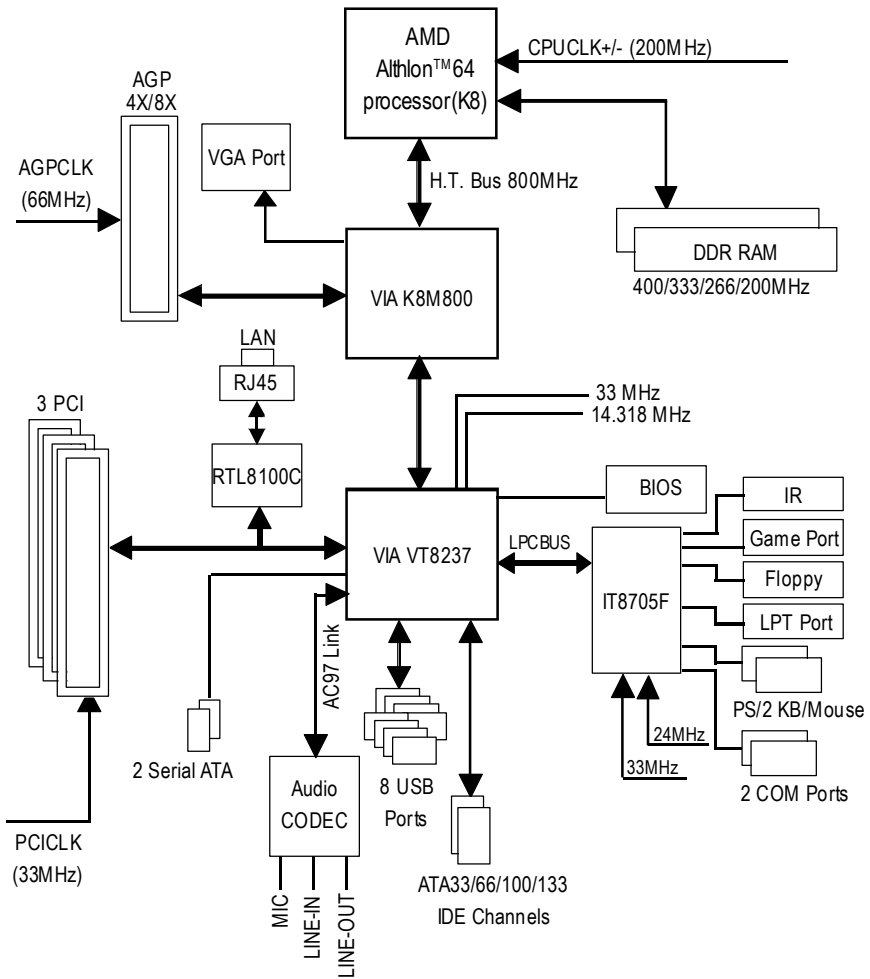 AMD
Althlon™64
processor(K8)
CPUCLK+/- (200MHz)
AGP
4X/8X
VGA Port
AGPCLK
(66MHz)
H.T. Bus 800MHz
DDR RAM
400/333/266/200MHz
VIA K8M800
LAN
RJ45
3 PCI
33 MHz
14.318 MHz
RTL8100C
BIOS
IR
VIA VT8237
LPCBUS
Game Port
IT8705F
Floppy
LPT Port
AC97 Link
PS/2 KB/Mouse
24MHz
33MHz
2 Serial ATA
Audio
CODEC
8 USB
Ports
2 COM Ports
PCICLK
(33MHz)
ATA33/66/100/133
IDE Channels
MIC
LINE-IN
LINE-OUT